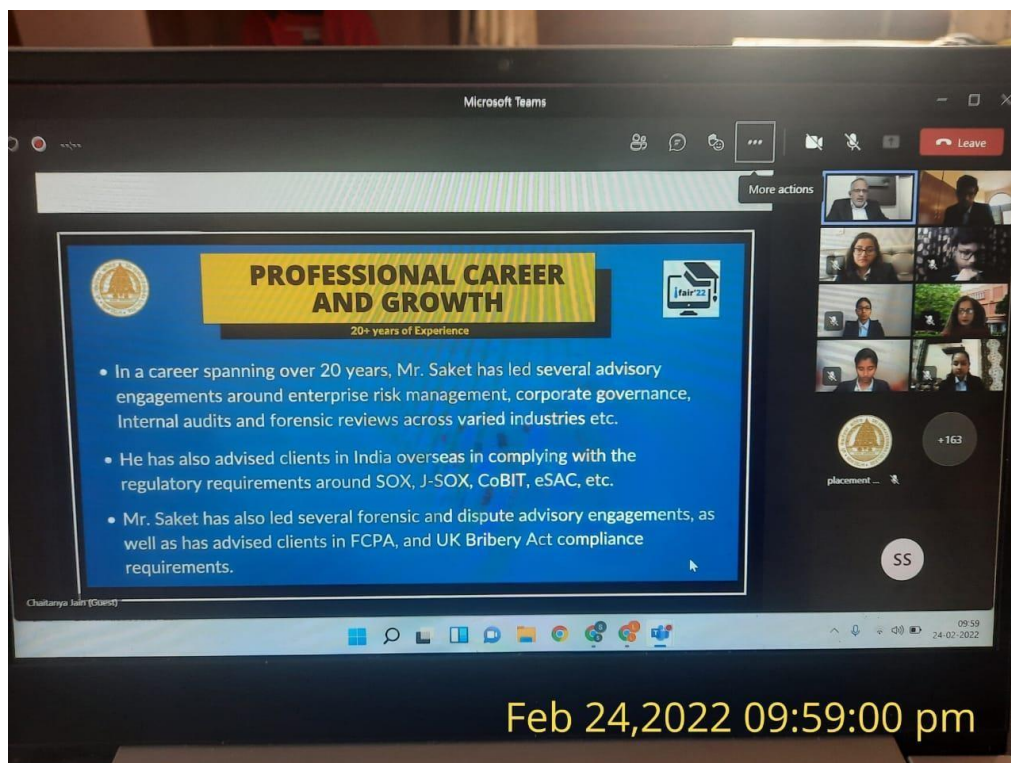 Microsoft Teams
Leave
More actions
PROFESSIONAL CAREER
AND GROWTH
20+ years of Experience
fair'22
• In a career spanning over 20 years, Mr. Saket has led several advisory
engagements around enterprise risk management, corporate governance,
Internal audits and forensic reviews across varied industries etc.
• He has also advised clients in India overseas in complying with the
regulatory requirements around SOX, J-SOX, CoBIT, eSAC, etc.
• Mr. Saket has also led several forensic and dispute advisory engagements, as
well as has advised clients in FCPA, and UK Bribery Act compliance
requirements.
+163
placement ...
SS
Chaitanya Jain (Guest)
09:59
24-02-2022
Feb 24,2022 09:59:00 pm